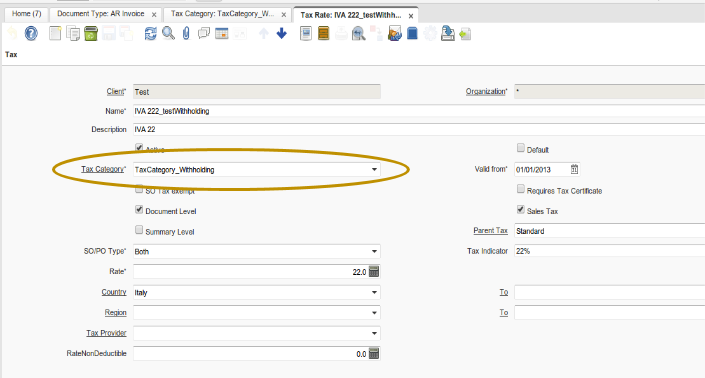 Home (7) Document Type: AR Invoice x Tax Category: TaxCategory_W... x Tax Rate: IVA 222_testWithh... x
Tax
Client* Test Organization* *
Name* IVA 222_testWithholding
Description IVA 22
Active Default
Tax Category* TaxCategory_Withholding Valid from* 01/01/2013
SO Tax exempt Requires Tax Certificate
Document Level Sales Tax
Summary Level Parent Tax Standard
SO/PO Type* Both Tax Indicator 22%
Rate* 22.0
Country Italy To
Region To
Tax Provider
RateNonDeductible 0.0